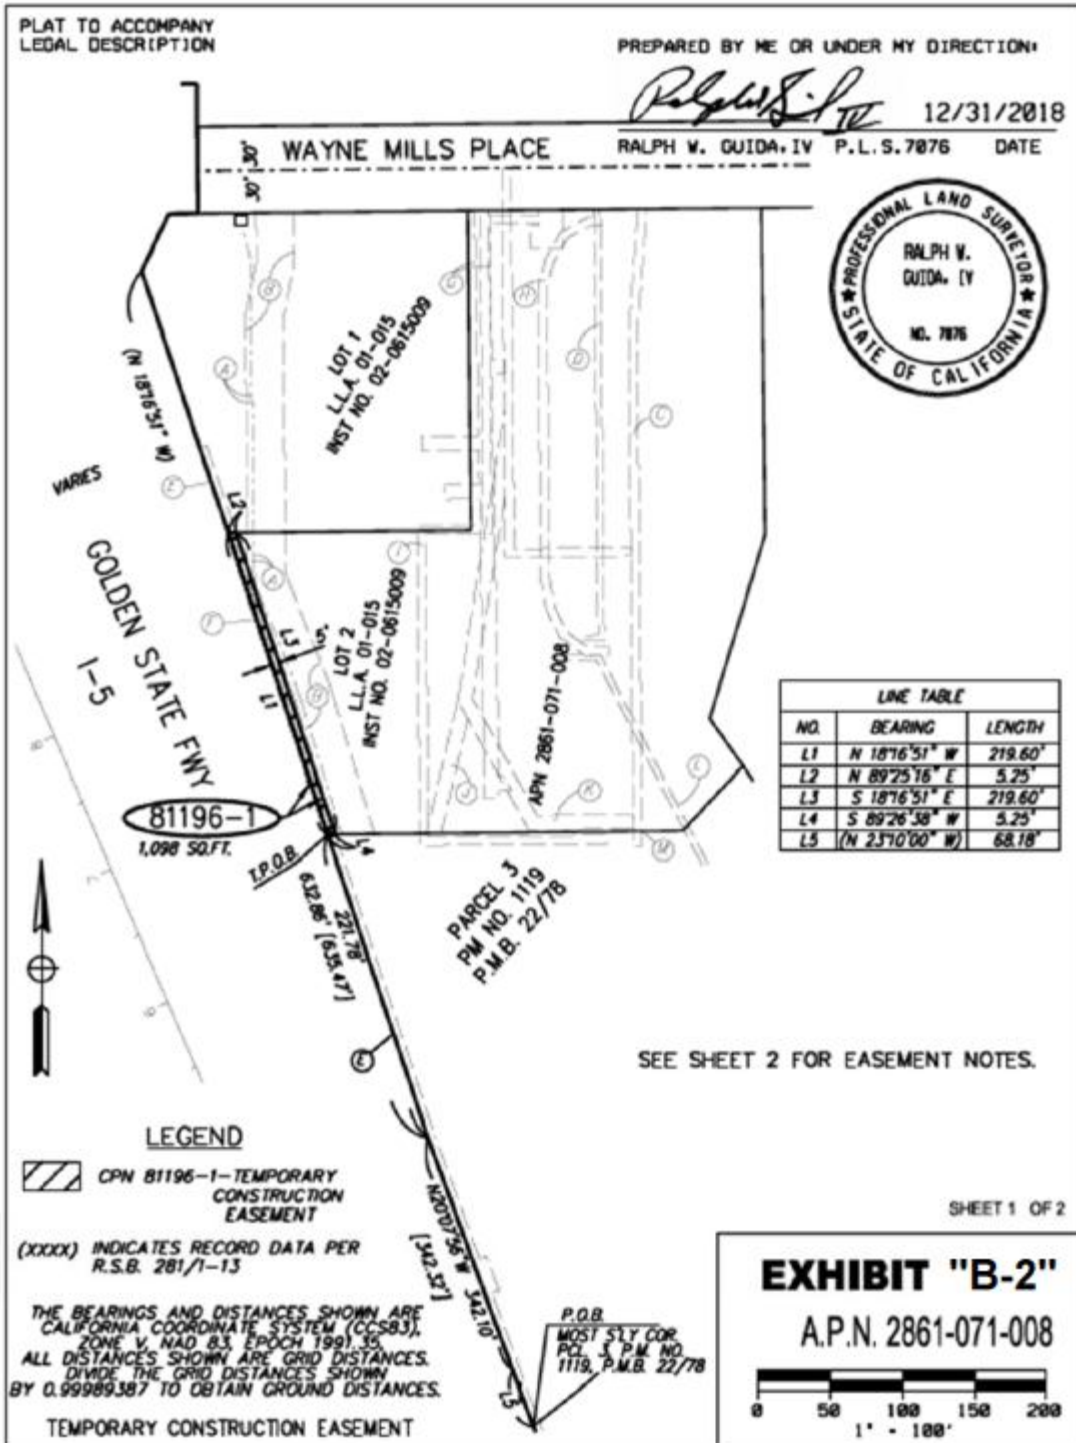 PLAT TO ACCOMPANY
LEGAL DESCRIPTION
PREPARED BY ME OR UNDER MY DIRECTION:
12/31/2018
RALPH W. GUIDA, IV P.L.S. 7076 DATE
PROFESSIONAL LAND SURVEYOR
STATE OF CALIFORNIA
RALPH W.
GUIDA, IV
NO. 7076
WAYNE MILLS PLACE
30' 30'
LOT 1
L.L.A. 01-015
INST NO. 02-0615009
(N 18°16'51" W)
VARIES
GOLDEN STATE FWY
I-5
L2
L3
5'
L1
LOT 2
L.L.A. 01-015
INST NO. 02-0615009
APN 2861-071-008
81196-1
1,098 SQ.FT.
T.P.O.B.
L4
221.78'
632.86' [635.47']
PARCEL 3
PM NO. 1119
P.M.B. 22/78
LINE TABLE
NO. BEARING LENGTH
L1 N 18°16'51" W 219.60'
L2 N 89°25'16" E 5.25'
L3 S 18°16'51" E 219.60'
L4 S 89°26'38" W 5.25'
L5 (N 23°10'00" W) 68.18'
SEE SHEET 2 FOR EASEMENT NOTES.
LEGEND
CPN 81196-1-TEMPORARY
CONSTRUCTION
EASEMENT
(XXXX) INDICATES RECORD DATA PER
R.S.B. 281/1-13
THE BEARINGS AND DISTANCES SHOWN ARE
CALIFORNIA COORDINATE SYSTEM (CCS83),
ZONE V, NAD 83, EPOCH 1991.35.
ALL DISTANCES SHOWN ARE GRID DISTANCES.
DIVIDE THE GRID DISTANCES SHOWN
BY 0.99989387 TO OBTAIN GROUND DISTANCES.
TEMPORARY CONSTRUCTION EASEMENT
N20°07'56"W 342.10'
[342.32']
L5
P.O.B.
MOST S'LY COR.
PCL. 3, P.M. NO.
1119, P.M.B. 22/78
SHEET 1 OF 2
EXHIBIT "B-2"
A.P.N. 2861-071-008
0 50 100 150 200
1" - 100'